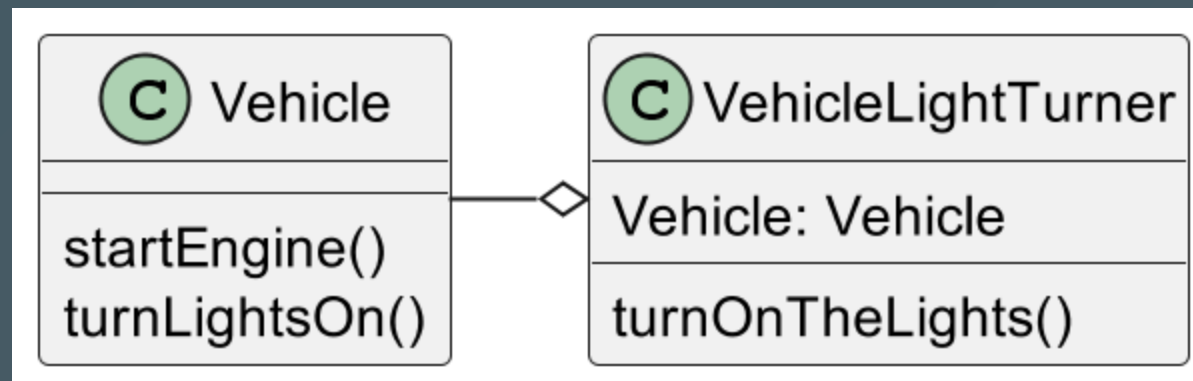 C Vehicle
startEngine()
turnLightsOn()
C VehicleLightTurner
Vehicle: Vehicle
turnOnTheLights()